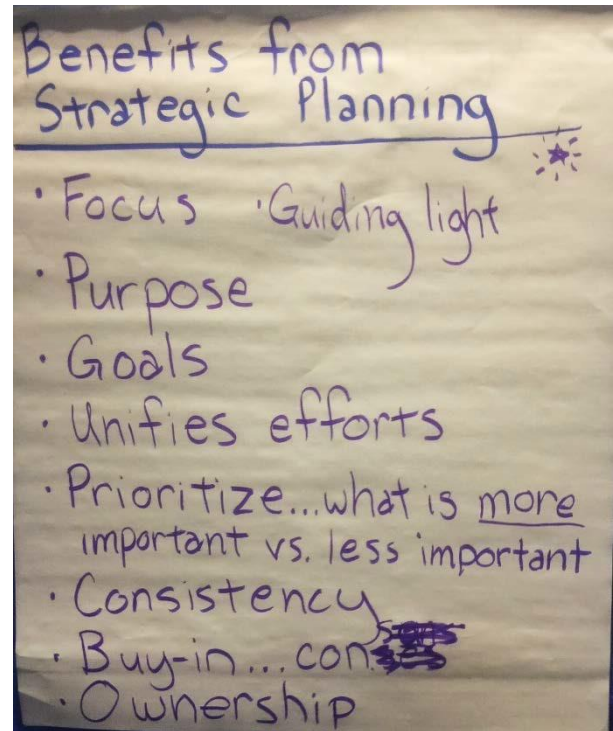 Benefits from
Strategic Planning
· Focus · Guiding light
· Purpose
· Goals
· Unifies efforts
· Prioritize...what is more
important vs. less important
· Consistency
· Buy-in...con
· Ownership